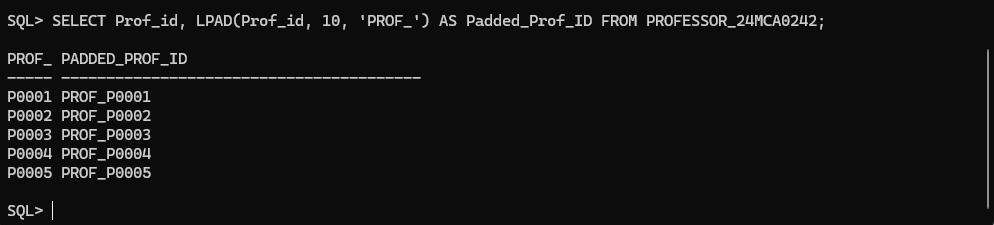 SQL> SELECT Prof_id, LPAD(Prof_id, 10, 'PROF_') AS Padded_Prof_ID FROM PROFESSOR_24MCA0242;
PROF_ PADDED_PROF_ID
----- ----------------------------------------
P0001 PROF_P0001
P0002 PROF_P0002
P0003 PROF_P0003
P0004 PROF_P0004
P0005 PROF_P0005
SQL>